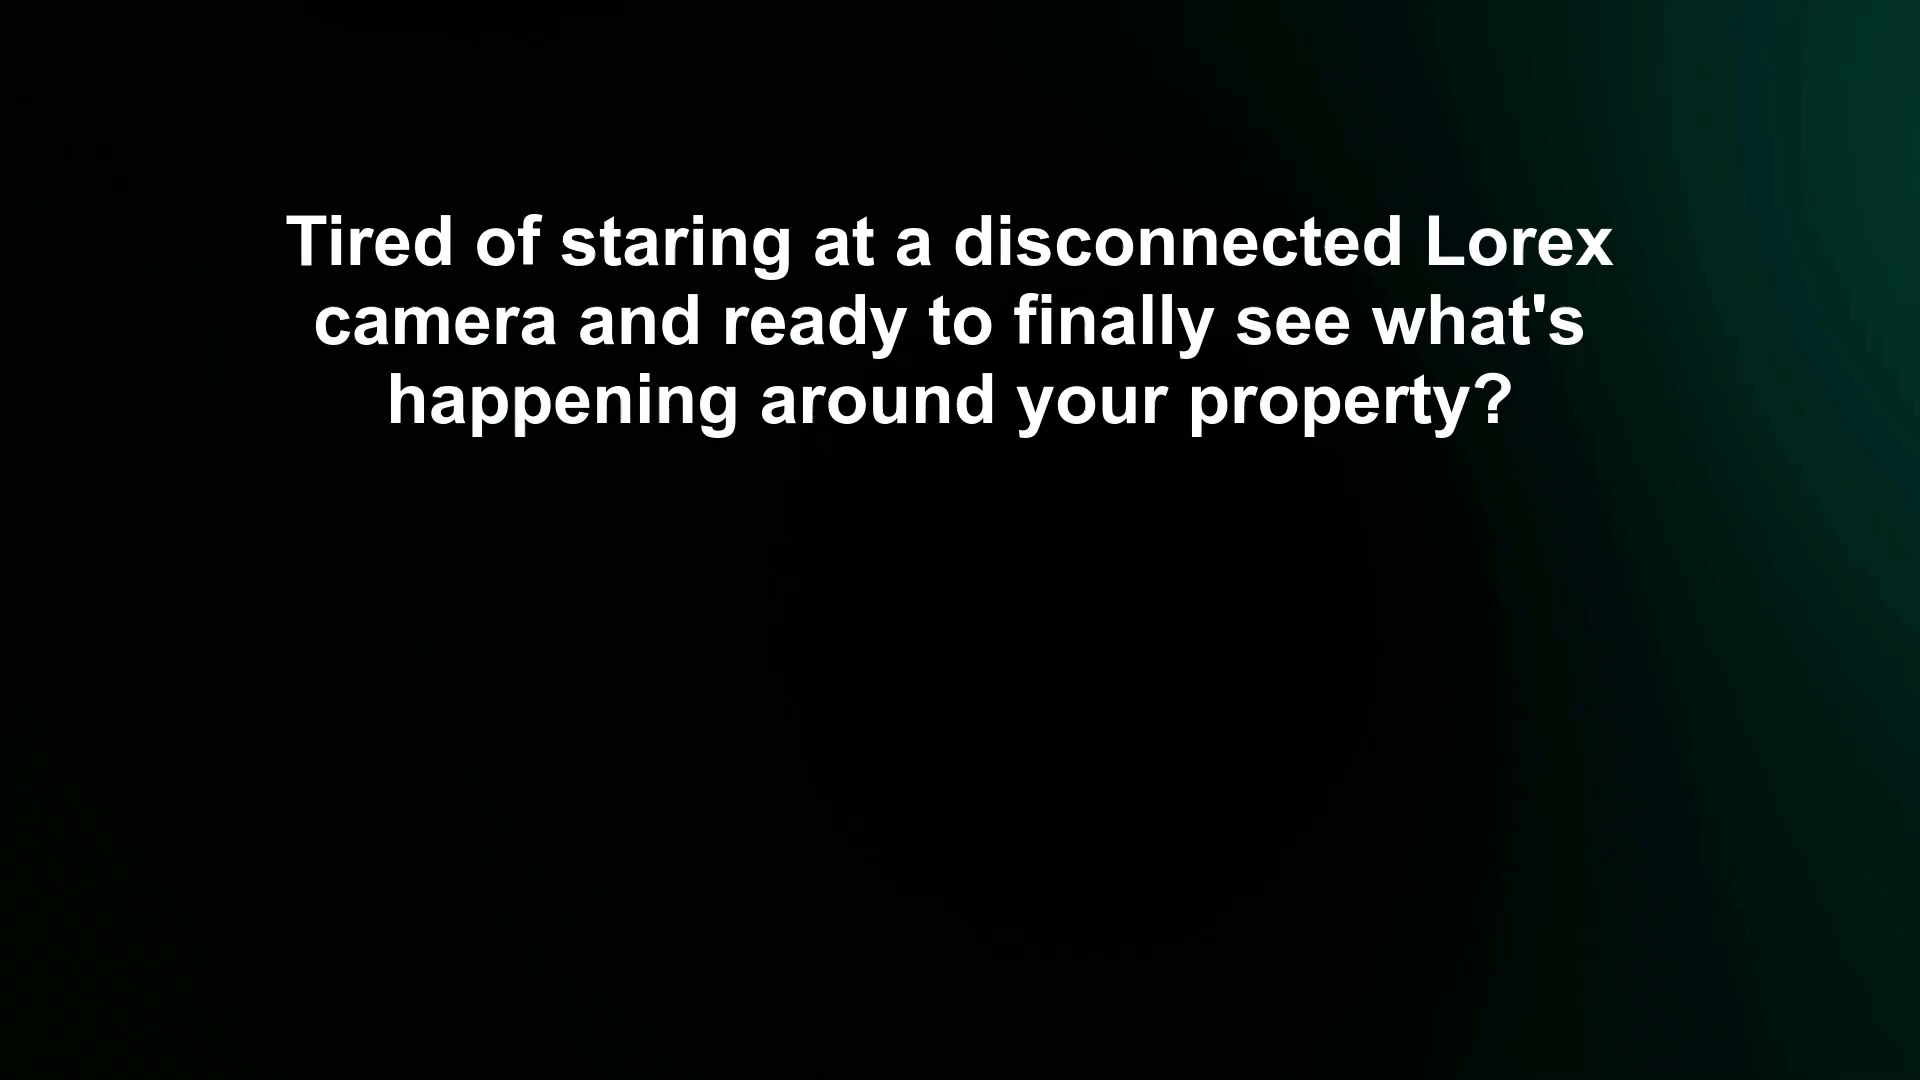 Tired of staring at a disconnected Lorex
camera and ready to finally see what's
happening around your property?